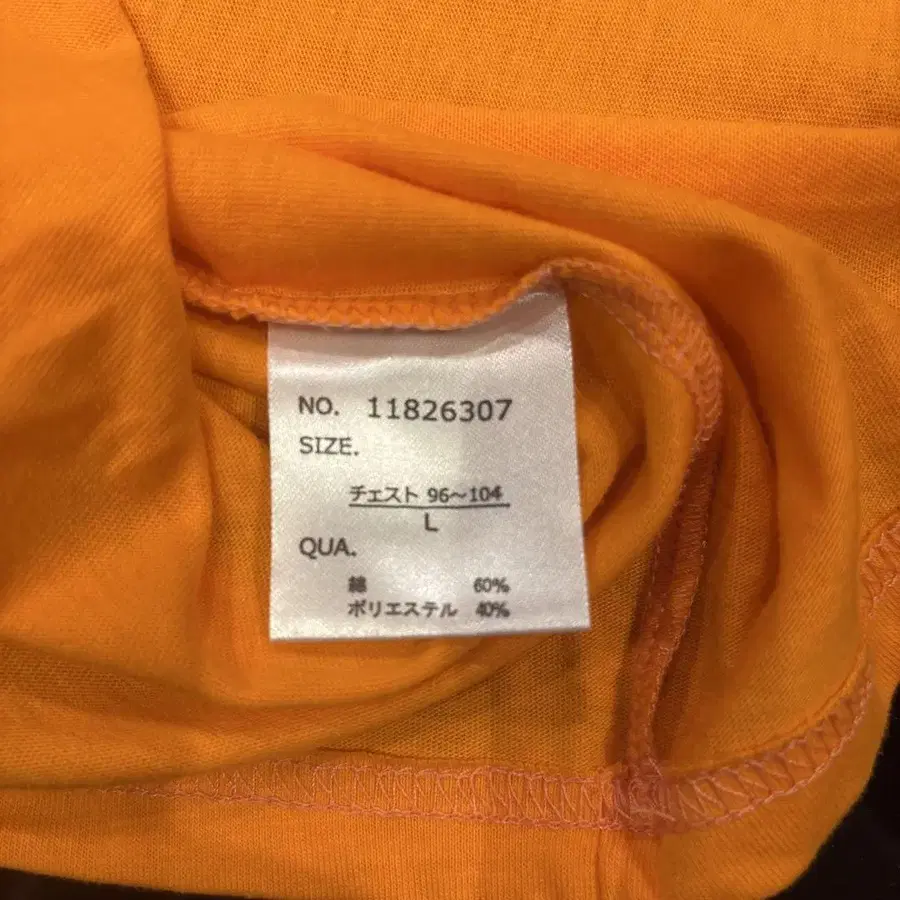 NO. 11826307
SIZE.
チェスト 96～104
L
QUA.
綿 60%
ポリエステル 40%